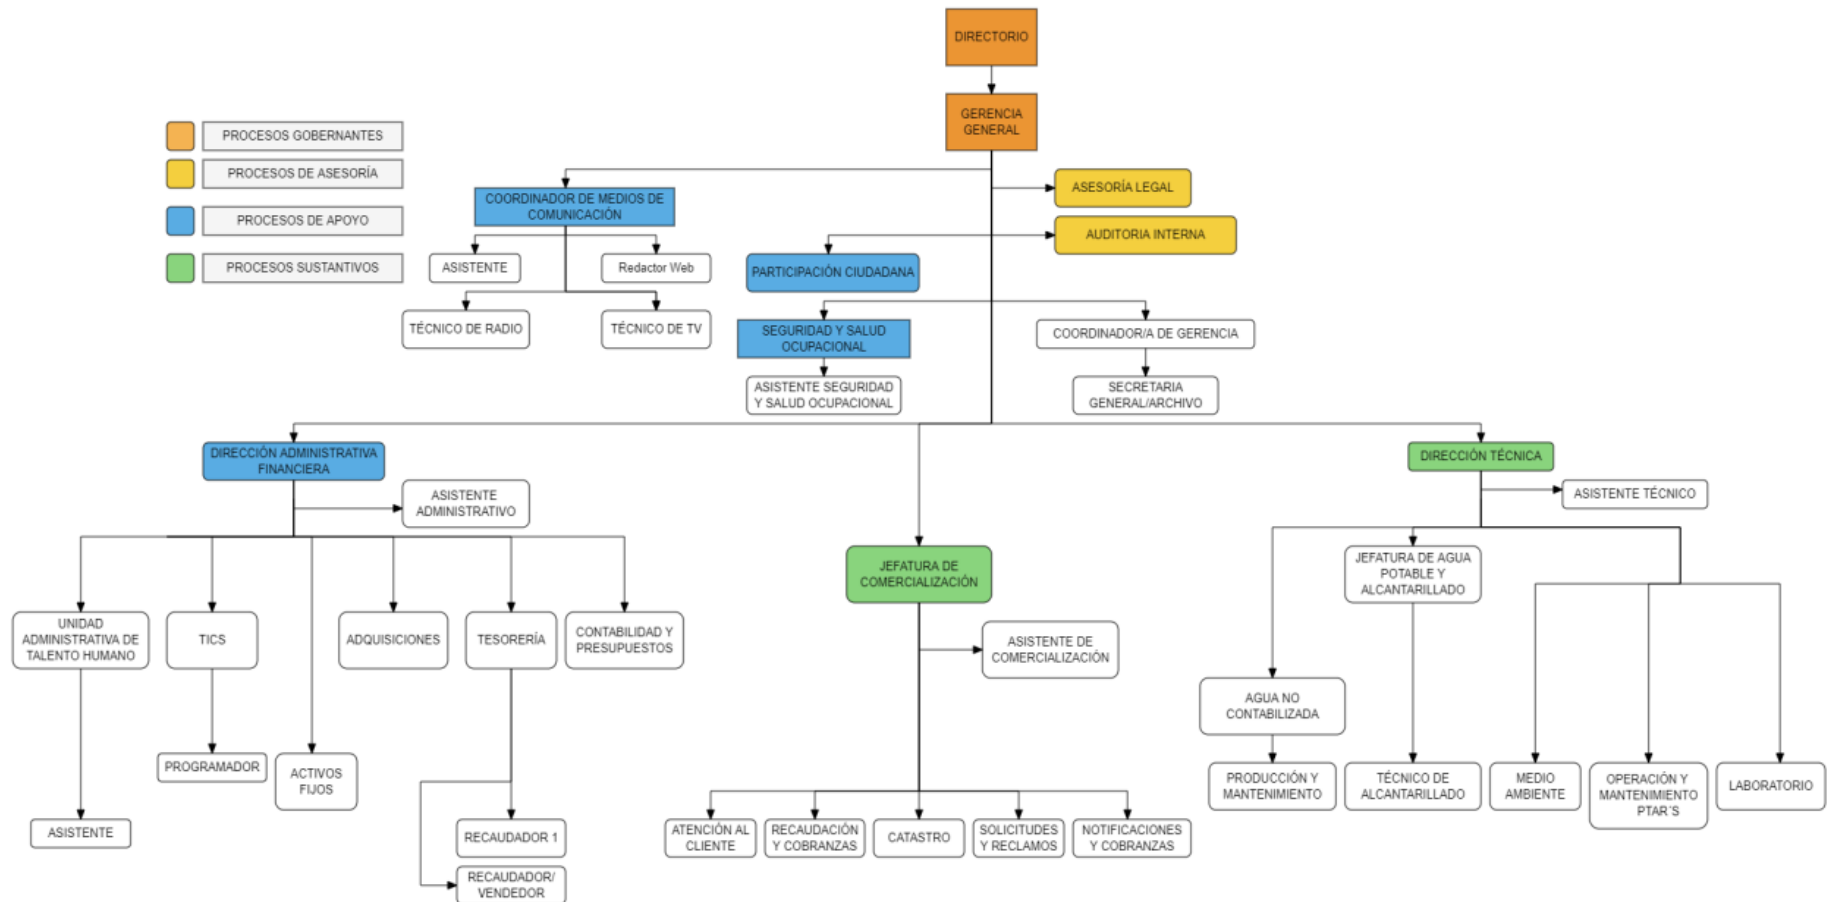 DIRECTORIO
GERENCIA
GENERAL
PROCESOS GOBERNANTES
PROCESOS DE ASESORÍA
PROCESOS DE APOYO
PROCESOS SUSTANTIVOS
COORDINADOR DE MEDIOS DE
COMUNICACIÓN
ASISTENTE
Redactor Web
TÉCNICO DE RADIO
TÉCNICO DE TV
ASESORÍA LEGAL
AUDITORIA INTERNA
PARTICIPACIÓN CIUDADANA
SEGURIDAD Y SALUD
OCUPACIONAL
COORDINADOR/A DE GERENCIA
ASISTENTE SEGURIDAD
Y SALUD OCUPACIONAL
SECRETARIA
GENERAL/ARCHIVO
DIRECCIÓN ADMINISTRATIVA
FINANCIERA
ASISTENTE
ADMINISTRATIVO
UNIDAD
ADMINISTRATIVA DE
TALENTO HUMANO
TICS
ADQUISICIONES
TESORERÍA
CONTABILIDAD Y
PRESUPUESTOS
PROGRAMADOR
ACTIVOS
FIJOS
ASISTENTE
RECAUDADOR 1
RECAUDADOR/
VENDEDOR
JEFATURA DE
COMERCIALIZACIÓN
ASISTENTE DE
COMERCIALIZACIÓN
ATENCIÓN AL
CLIENTE
RECAUDACIÓN
Y COBRANZAS
CATASTRO
SOLICITUDES
Y RECLAMOS
NOTIFICACIONES
Y COBRANZAS
DIRECCIÓN TÉCNICA
ASISTENTE TÉCNICO
JEFATURA DE AGUA
POTABLE Y
ALCANTARILLADO
AGUA NO
CONTABILIZADA
PRODUCCIÓN Y
MANTENIMIENTO
TÉCNICO DE
ALCANTARILLADO
MEDIO
AMBIENTE
OPERACIÓN Y
MANTENIMIENTO
PTAR´S
LABORATORIO